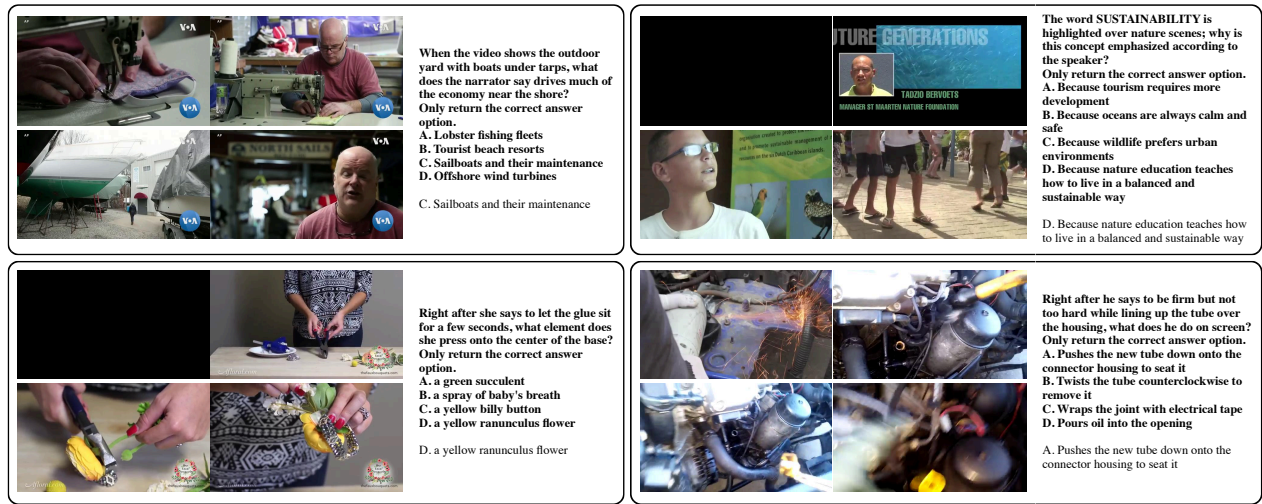 VOA
VOA
VOA
NORTH SAILS
VOA
When the video shows the outdoor
yard with boats under tarps, what
does the narrator say drives much of
the economy near the shore?
Only return the correct answer
option.
A. Lobster fishing fleets
B. Tourist beach resorts
C. Sailboats and their maintenance
D. Offshore wind turbines
C. Sailboats and their maintenance
UTURE GENERATIONS
TADZIO BERVOETS
MANAGER ST MAARTEN NATURE FOUNDATION
The word SUSTAINABILITY is
highlighted over nature scenes; why is
this concept emphasized according to
the speaker?
Only return the correct answer option.
A. Because tourism requires more
development
B. Because oceans are always calm and
safe
C. Because wildlife prefers urban
environments
D. Because nature education teaches
how to live in a balanced and
sustainable way
D. Because nature education teaches how
to live in a balanced and sustainable way
Right after she says to let the glue sit
for a few seconds, what element does
she press onto the center of the base?
Only return the correct answer
option.
A. a green succulent
B. a spray of baby's breath
C. a yellow billy button
D. a yellow ranunculus flower
D. a yellow ranunculus flower
Right after he says to be firm but not
too hard while lining up the tube over
the housing, what does he do on screen?
Only return the correct answer option.
A. Pushes the new tube down onto the
connector housing to seat it
B. Twists the tube counterclockwise to
remove it
C. Wraps the joint with electrical tape
D. Pours oil into the opening
A. Pushes the new tube down onto the
connector housing to seat it